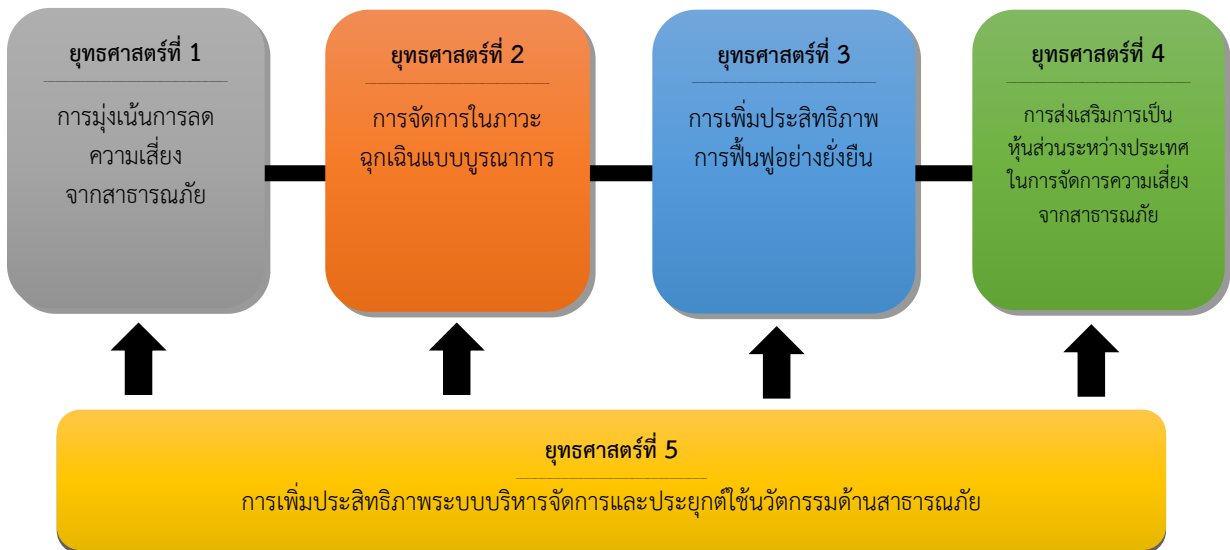 ยุทธศาสตร์ที่ 1
การมุ่งเน้นการลด
ความเสี่ยง
จากสาธารณภัย
ยุทธศาสตร์ที่ 2
การจัดการในภาวะ
ฉุกเฉินแบบบูรณาการ
ยุทธศาสตร์ที่ 3
การเพิ่มประสิทธิภาพ
การฟื้นฟูอย่างยั่งยืน
ยุทธศาสตร์ที่ 4
การส่งเสริมการเป็น
หุ้นส่วนระหว่างประเทศ
ในการจัดการความเสี่ยง
จากสาธารณภัย
ยุทธศาสตร์ที่ 5
การเพิ่มประสิทธิภาพระบบบริหารจัดการและประยุกต์ใช้นวัตกรรมด้านสาธารณภัย